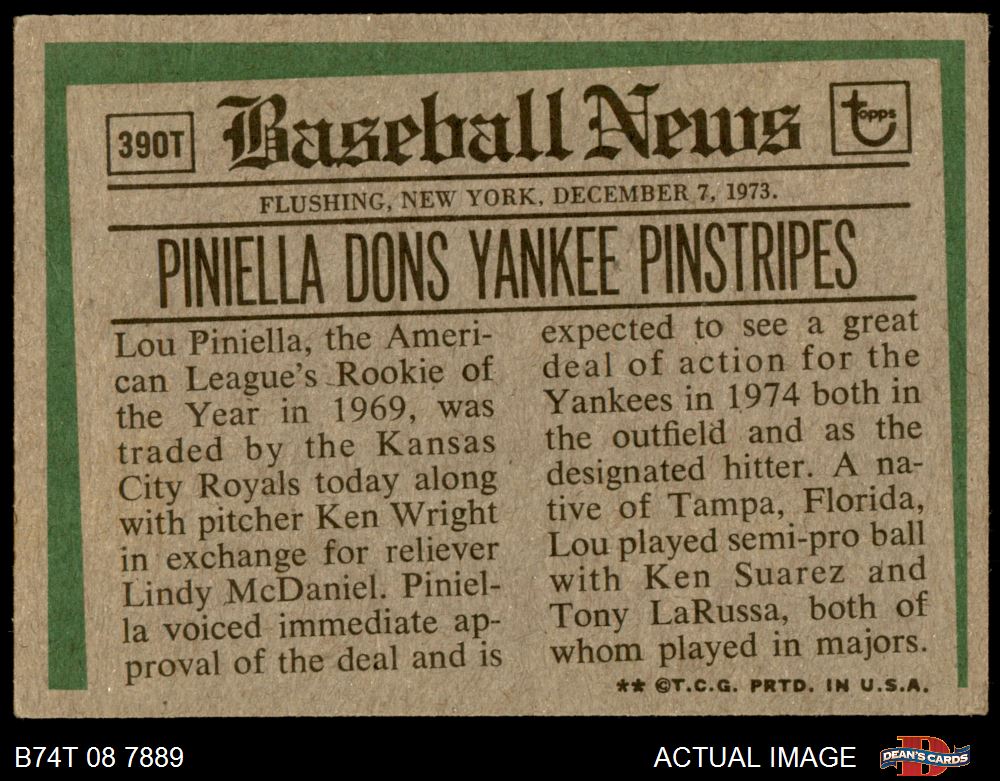 390T
Baseball News
topps
FLUSHING, NEW YORK, DECEMBER 7, 1973.
PINIELLA DONS YANKEE PINSTRIPES
Lou Piniella, the Ameri-
can League's Rookie of
the Year in 1969, was
traded by the Kansas
City Royals today along
with pitcher Ken Wright
in exchange for reliever
Lindy McDaniel. Piniel-
la voiced immediate ap-
proval of the deal and is
expected to see a great
deal of action for the
Yankees in 1974 both in
the outfield and as the
designated hitter. A na-
tive of Tampa, Florida,
Lou played semi-pro ball
with Ken Suarez and
Tony LaRussa, both of
whom played in majors.
** ©T.C.G. PRTD. IN U.S.A.
B74T 08 7889
ACTUAL IMAGE
DEAN'S CARDS